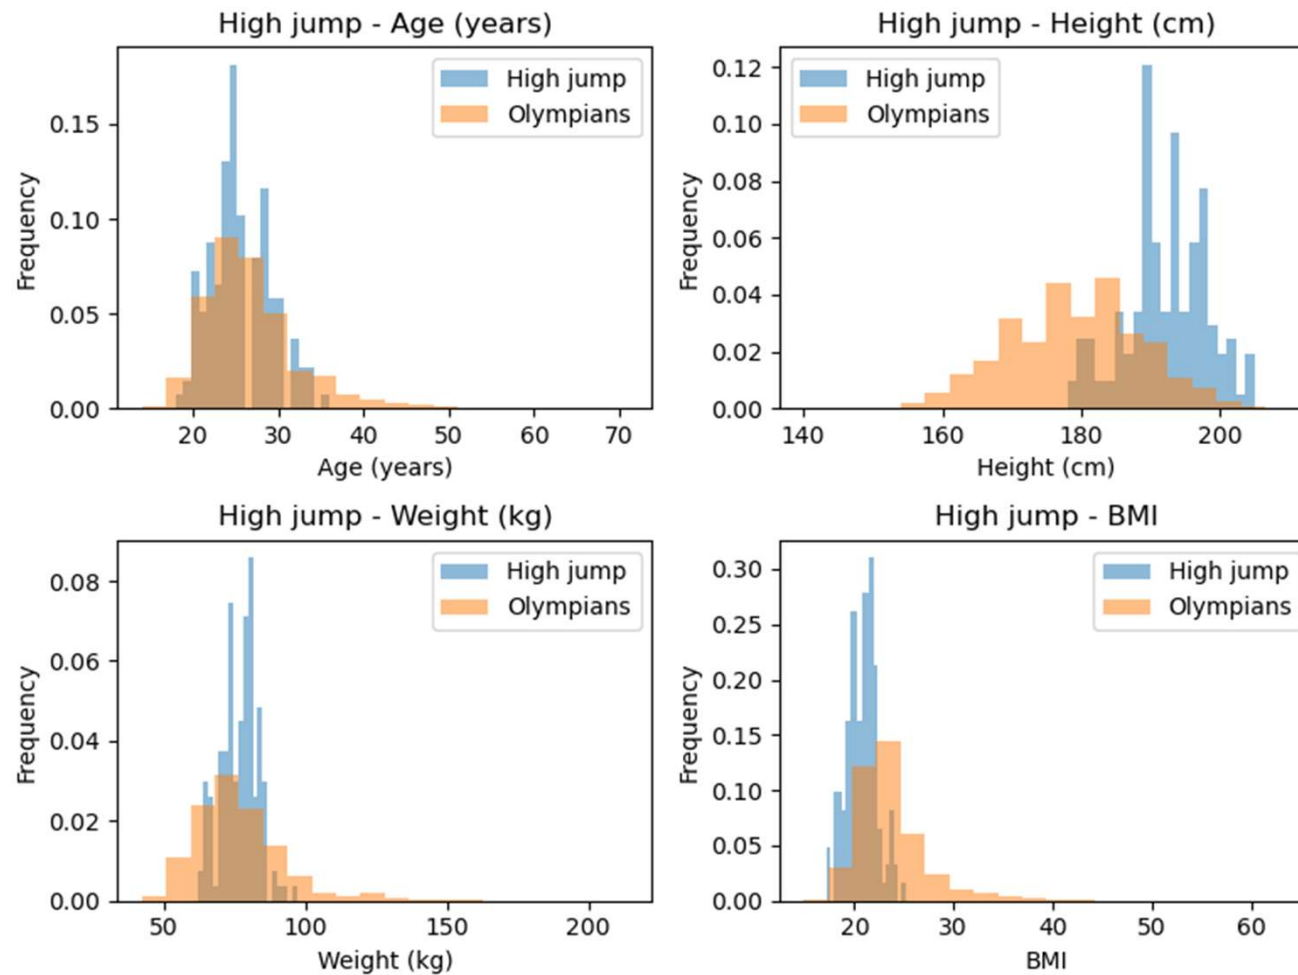 High jump - Age (years)
High jump
Olympians
Frequency
0.15
0.10
0.05
0.00
20 30 40 50 60 70
Age (years)
High jump - Height (cm)
High jump
Olympians
Frequency
0.12
0.10
0.08
0.06
0.04
0.02
0.00
140 160 180 200
Height (cm)
High jump - Weight (kg)
High jump
Olympians
Frequency
0.08
0.06
0.04
0.02
0.00
50 100 150 200
Weight (kg)
High jump - BMI
High jump
Olympians
Frequency
0.30
0.25
0.20
0.15
0.10
0.05
0.00
20 30 40 50 60
BMI